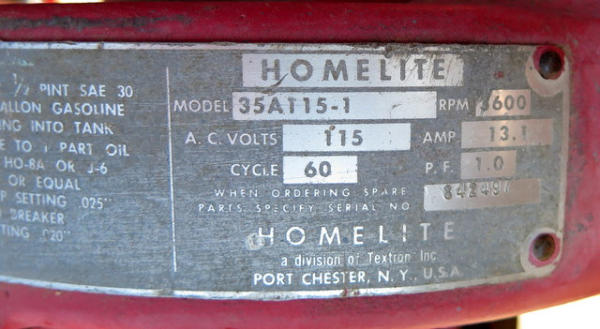 ½ PINT SAE 30
ALLON GASOLINE
ING INTO TANK
E TO 1 PART OIL
HO-8A OR J-6
OR EQUAL
P SETTING .025"
BREAKER
TTING .020"
HOMELITE
MODEL 35A115-1 RPM 3600
A.C. VOLTS 115 AMP 13.1
CYCLE 60 P.F. 1.0
WHEN ORDERING SPARE
PARTS SPECIFY SERIAL NO
HOMELITE
a division of Textron Inc.
PORT CHESTER, N.Y., U.S.A.